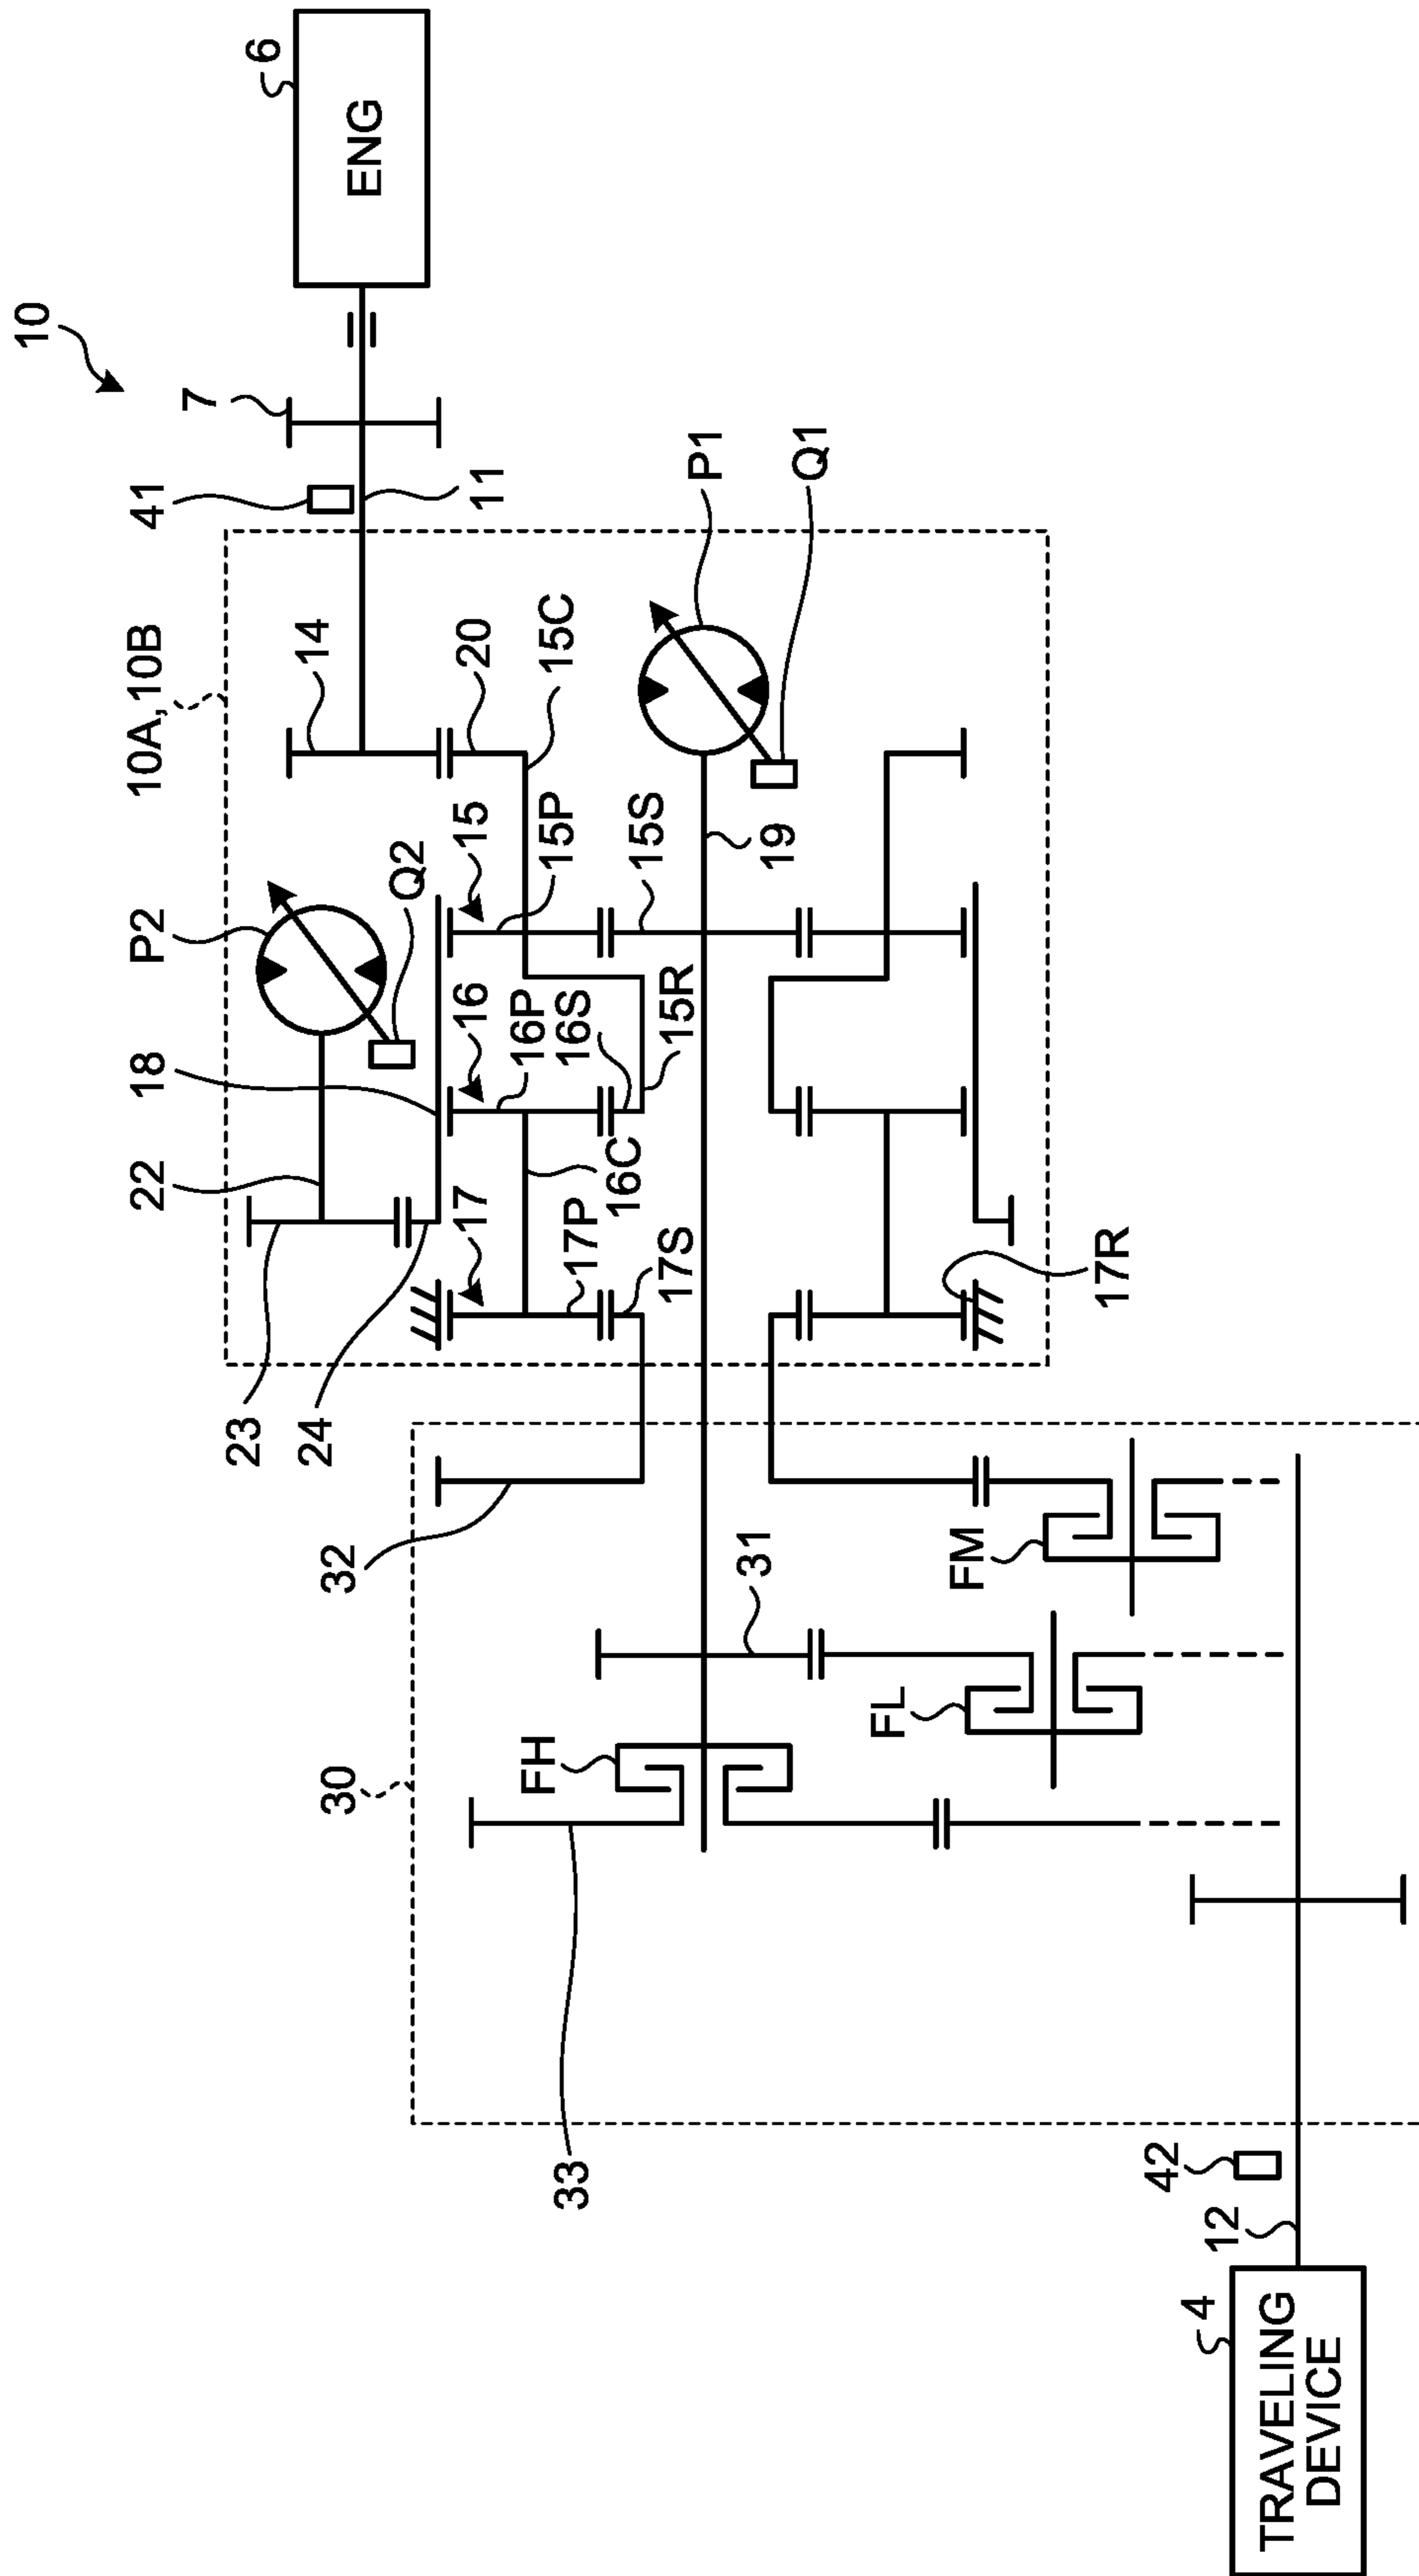 10
6
ENG
7
41
11
10A,10B
14
20
15C
P1
Q1
P2
Q2
15
15P
15S
19
18
16
16P
16S
15R
22
16C
17
17P
17S
17R
23
24
32
31
FM
FL
FH
30
33
42
12
4
TRAVELING
DEVICE